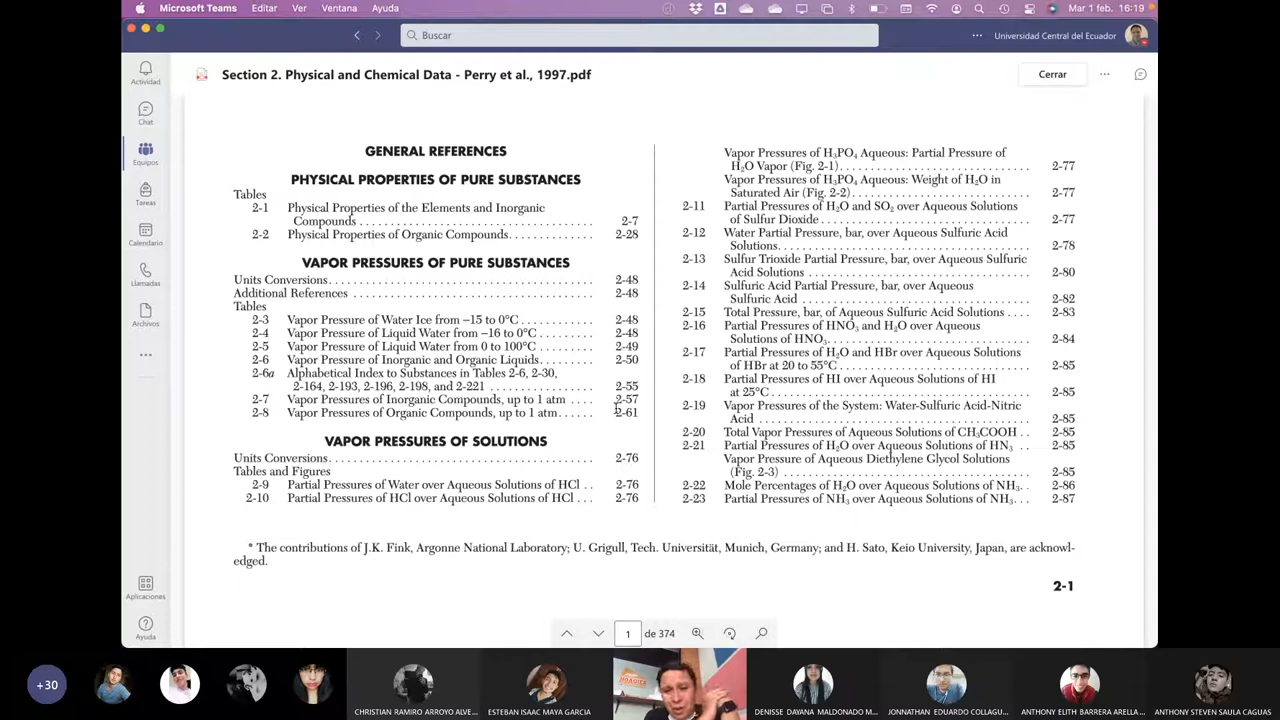 Microsoft Teams Editar Ver Ventana Ayuda
Mar 1 feb. 16:19
Buscar
Universidad Central del Ecuador
Actividad
Chat
Equipos
Tareas
Calendario
Llamadas
Archivos
Aplicaciones
Ayuda
Section 2. Physical and Chemical Data - Perry et al., 1997.pdf
Cerrar
GENERAL REFERENCES
PHYSICAL PROPERTIES OF PURE SUBSTANCES
Tables
2-1 Physical Properties of the Elements and Inorganic
Compounds . . . . . . . . . . 2-7
2-2 Physical Properties of Organic Compounds. . . . . . . . . . 2-28
VAPOR PRESSURES OF PURE SUBSTANCES
Units Conversions. . . . . . . . . . 2-48
Additional References . . . . . . . . . . 2-48
Tables
2-3 Vapor Pressure of Water Ice from −15 to 0°C . . . . . . . . . . 2-48
2-4 Vapor Pressure of Liquid Water from −16 to 0°C . . . . . . . . . . 2-48
2-5 Vapor Pressure of Liquid Water from 0 to 100°C . . . . . . . . . . 2-49
2-6 Vapor Pressure of Inorganic and Organic Liquids. . . . . . . . . . 2-50
2-6a Alphabetical Index to Substances in Tables 2-6, 2-30,
2-164, 2-193, 2-196, 2-198, and 2-221 . . . . . . . . . . 2-55
2-7 Vapor Pressures of Inorganic Compounds, up to 1 atm . . . . 2-57
2-8 Vapor Pressures of Organic Compounds, up to 1 atm . . . . . 2-61
VAPOR PRESSURES OF SOLUTIONS
Units Conversions. . . . . . . . . . 2-76
Tables and Figures
2-9 Partial Pressures of Water over Aqueous Solutions of HCl . . 2-76
2-10 Partial Pressures of HCl over Aqueous Solutions of HCl . . . 2-76
Vapor Pressures of H₃PO₄ Aqueous: Partial Pressure of
H₂O Vapor (Fig. 2-1) . . . . . . . . . . 2-77
Vapor Pressures of H₃PO₄ Aqueous: Weight of H₂O in
Saturated Air (Fig. 2-2) . . . . . . . . . . 2-77
2-11 Partial Pressures of H₂O and SO₂ over Aqueous Solutions
of Sulfur Dioxide . . . . . . . . . . 2-77
2-12 Water Partial Pressure, bar, over Aqueous Sulfuric Acid
Solutions. . . . . . . . . . 2-78
2-13 Sulfur Trioxide Partial Pressure, bar, over Aqueous Sulfuric
Acid Solutions . . . . . . . . . . 2-80
2-14 Sulfuric Acid Partial Pressure, bar, over Aqueous
Sulfuric Acid . . . . . . . . . . 2-82
2-15 Total Pressure, bar, of Aqueous Sulfuric Acid Solutions . . . . 2-83
2-16 Partial Pressures of HNO₃ and H₂O over Aqueous
Solutions of HNO₃. . . . . . . . . . 2-84
2-17 Partial Pressures of H₂O and HBr over Aqueous Solutions
of HBr at 20 to 55°C . . . . . . . . . . 2-85
2-18 Partial Pressures of HI over Aqueous Solutions of HI
at 25°C . . . . . . . . . . 2-85
2-19 Vapor Pressures of the System: Water-Sulfuric Acid-Nitric
Acid . . . . . . . . . . 2-85
2-20 Total Vapor Pressures of Aqueous Solutions of CH₃COOH . . 2-85
2-21 Partial Pressures of H₂O over Aqueous Solutions of HN₃ . . 2-85
Vapor Pressure of Aqueous Diethylene Glycol Solutions
(Fig. 2-3) . . . . . . . . . . 2-85
2-22 Mole Percentages of H₂O over Aqueous Solutions of NH₃. . 2-86
2-23 Partial Pressures of NH₃ over Aqueous Solutions of NH₃. . . 2-87
* The contributions of J.K. Fink, Argonne National Laboratory; U. Grigull, Tech. Universität, Munich, Germany; and H. Sato, Keio University, Japan, are acknowl-
edged.
2-1
1 de 374
+30
CHRISTIAN RAMIRO ARROYO ALVE...
ESTEBAN ISAAC MAYA GARCIA
DENISSE DAYANA MALDONADO M...
JONNATHAN EDUARDO COLLAGU...
ANTHONY ELITH BARRERA ARELLA...
ANTHONY STEVEN SAULA CAGUAS